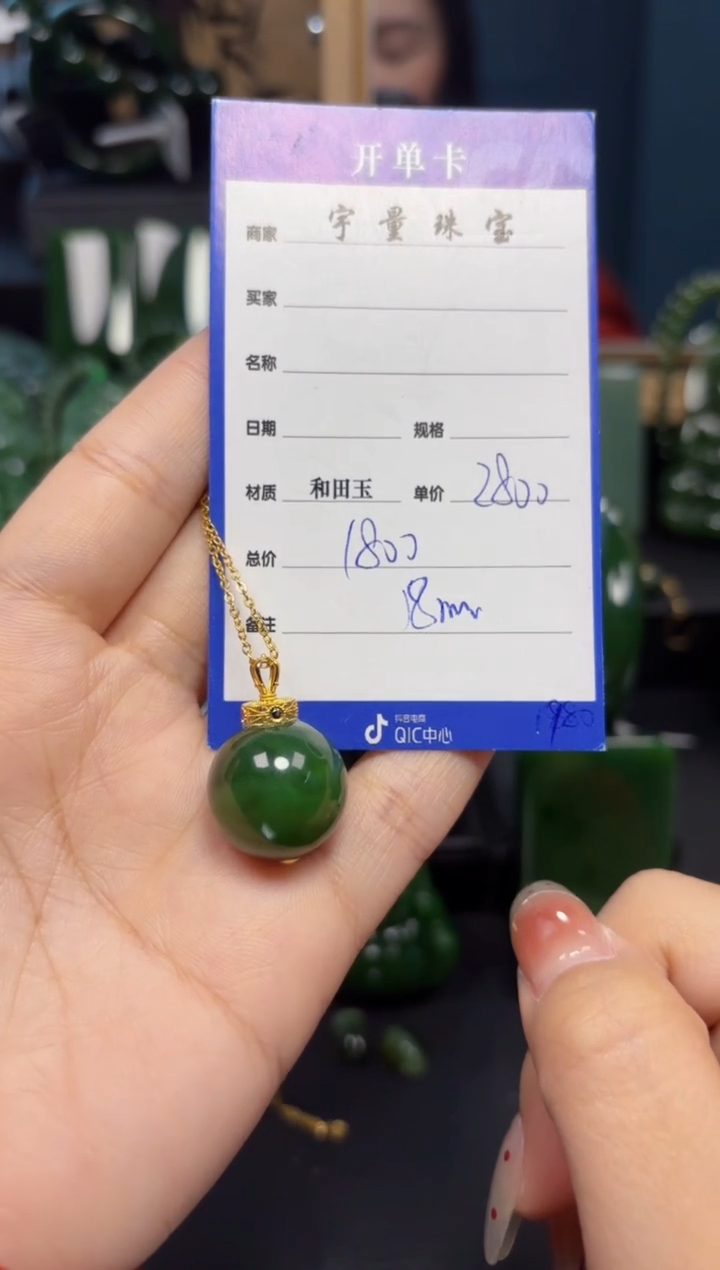 开单卡
商家 宇量珠宝
买家
名称
日期 规格
材质 和田玉 单价 2800
总价 1800
18mm
备注
抖音电商
QIC中心